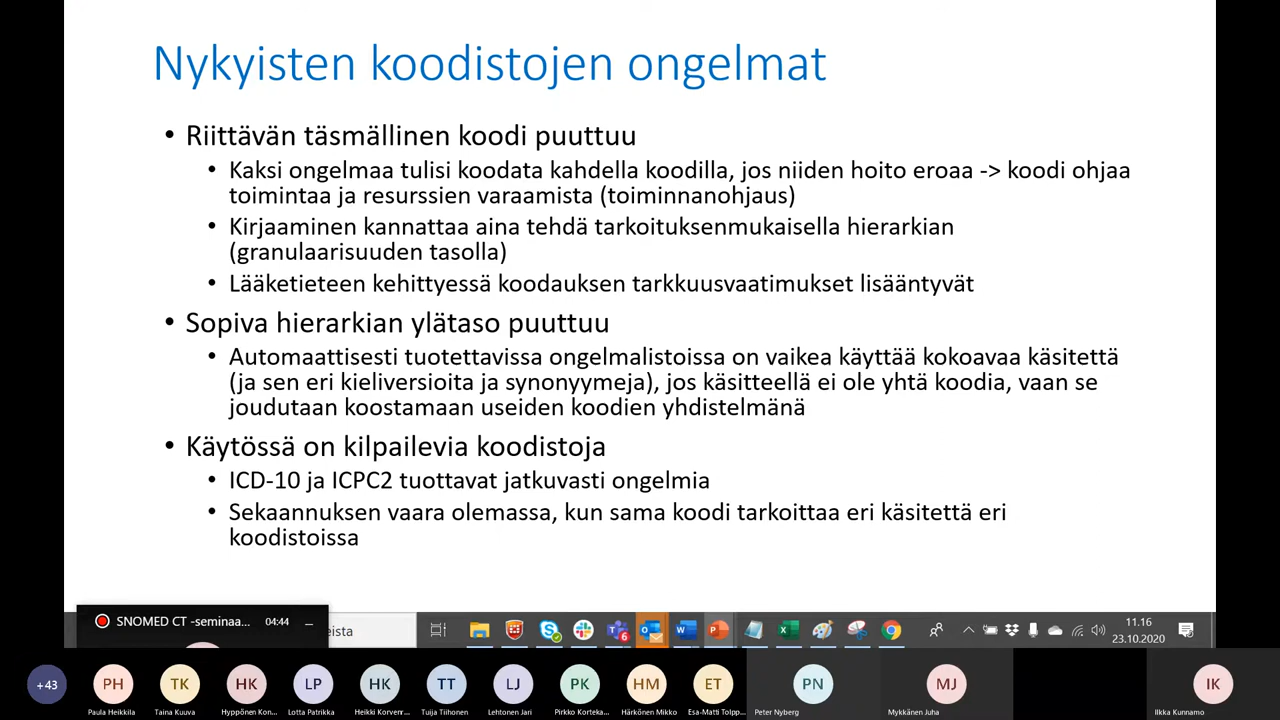 Nykyisten koodistojen ongelmat
• Riittävän täsmällinen koodi puuttuu
• Kaksi ongelmaa tulisi koodata kahdella koodilla, jos niiden hoito eroaa -> koodi ohjaa
toimintaa ja resurssien varaamista (toiminnanohjaus)
• Kirjaaminen kannattaa aina tehdä tarkoituksenmukaisella hierarkian
(granulaarisuuden tasolla)
• Lääketieteen kehittyessä koodauksen tarkkuusvaatimukset lisääntyvät
• Sopiva hierarkian ylätaso puuttuu
• Automaattisesti tuotettavissa ongelmalistoissa on vaikea käyttää kokoavaa käsitettä
(ja sen eri kieliversioita ja synonyymeja), jos käsitteellä ei ole yhtä koodia, vaan se
joudutaan koostamaan useiden koodien yhdistelmänä
• Käytössä on kilpailevia koodistoja
• ICD-10 ja ICPC2 tuottavat jatkuvasti ongelmia
• Sekaannuksen vaara olemassa, kun sama koodi tarkoittaa eri käsitettä eri
koodistoissa
SNOMED CT -seminaa... 04:44
eista
6
11.16
23.10.2020
+43 PH TK HK LP HK TT LJ PK HM ET PN MJ IK
Paula Heikkila Taina Kuuva Hyppönen Kon... Lotta Patrikka Heikki Korvenr... Tuija Tiihonen Lehtonen Jari Pirkko Korteka... Härkönen Mikko Esa-Matti Tolpp... Peter Nyberg Mykkänen Juha Ilkka Kunnamo